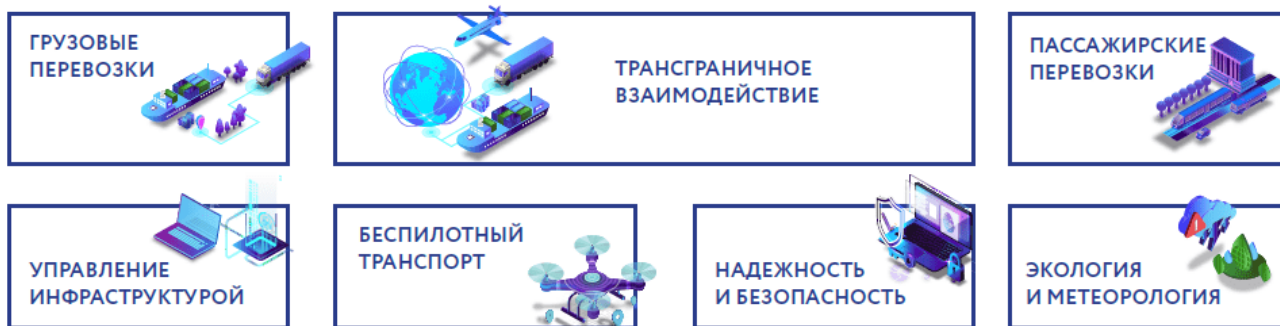 ГРУЗОВЫЕ
ПЕРЕВОЗКИ
ТРАНСГРАНИЧНОЕ
ВЗАИМОДЕЙСТВИЕ
ПАССАЖИРСКИЕ
ПЕРЕВОЗКИ
УПРАВЛЕНИЕ
ИНФРАСТРУКТУРОЙ
БЕСПИЛОТНЫЙ
ТРАНСПОРТ
НАДЕЖНОСТЬ
И БЕЗОПАСНОСТЬ
ЭКОЛОГИЯ
И МЕТЕОРОЛОГИЯ